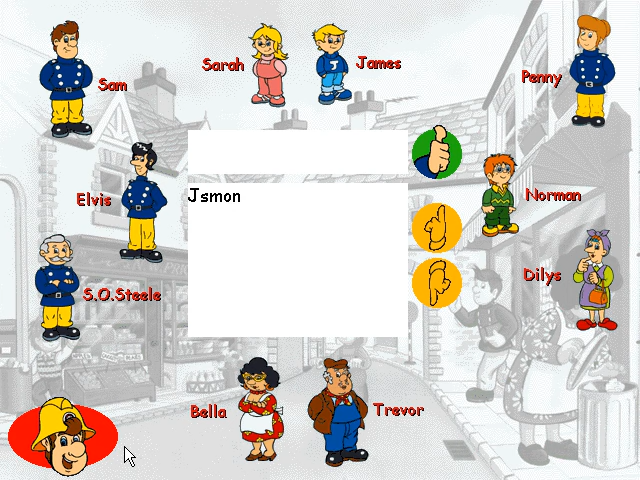 Sarah
James
Penny
Sam
Jsmon
Elvis
Norman
Dilys
S.O.Steele
Bella
Trevor